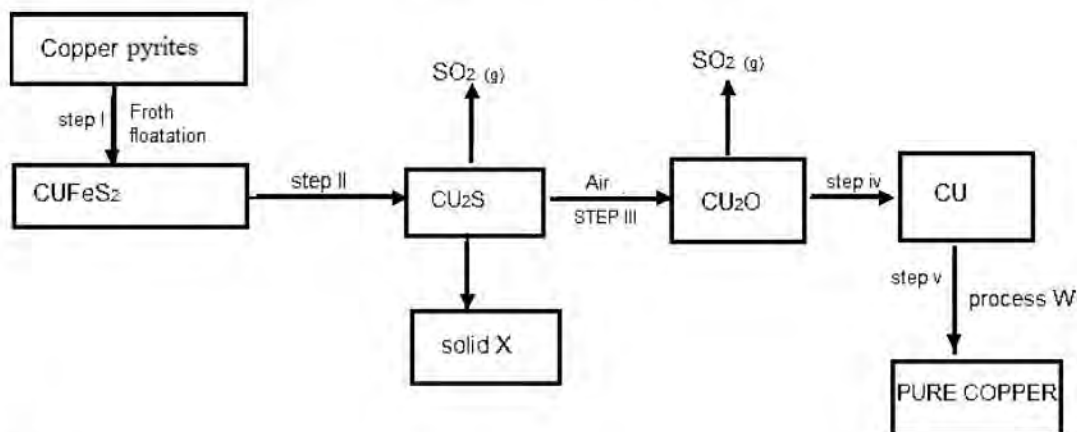 Copper pyrites
step I
Froth
floatation
CUFeS2
step II
SO2 (g)
CU2S
solid X
Air
STEP III
SO2 (g)
CU2O
step iv
CU
step v
process W
PURE COPPER